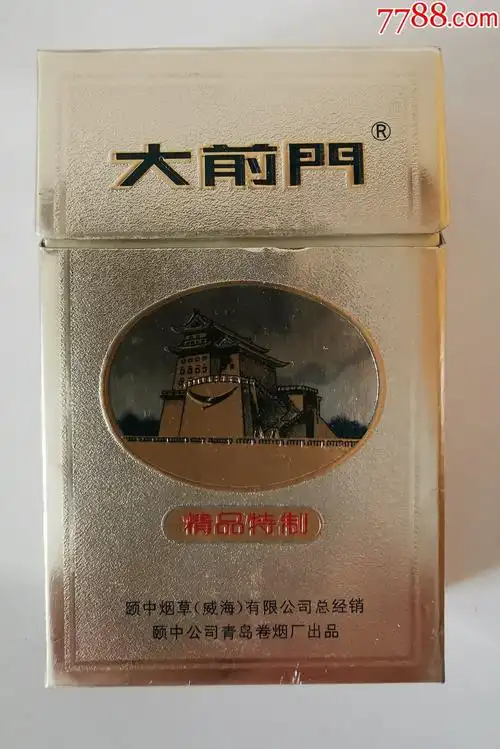 7788.com
大前門®
精品特制
颐中烟草(威海)有限公司总经销
颐中公司青岛卷烟厂出品